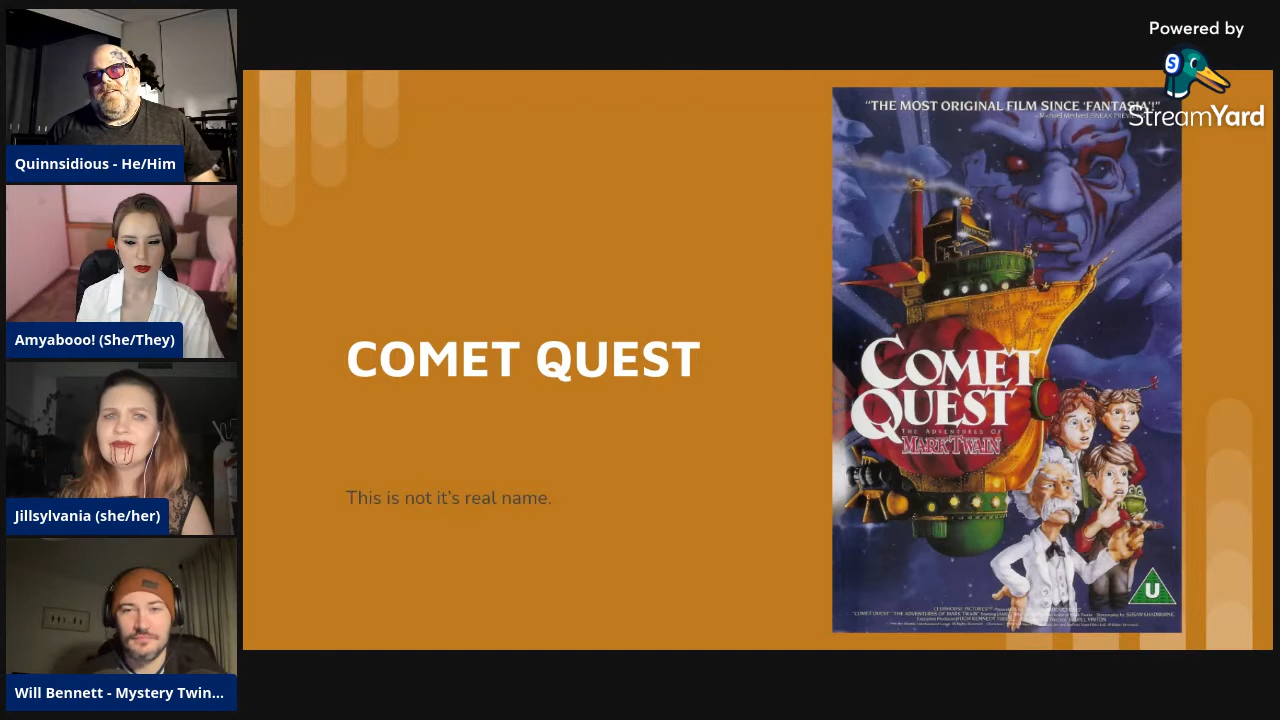 Powered by
StreamYard
Quinnsidious - He/Him
Amyabooo! (She/They)
Jillsylvania (she/her)
Will Bennett - Mystery Twin...
COMET QUEST
This is not it's real name.
"THE MOST ORIGINAL FILM SINCE 'FANTASIA'!"
COMET
QUEST
THE ADVENTURES OF
MARK TWAIN
U